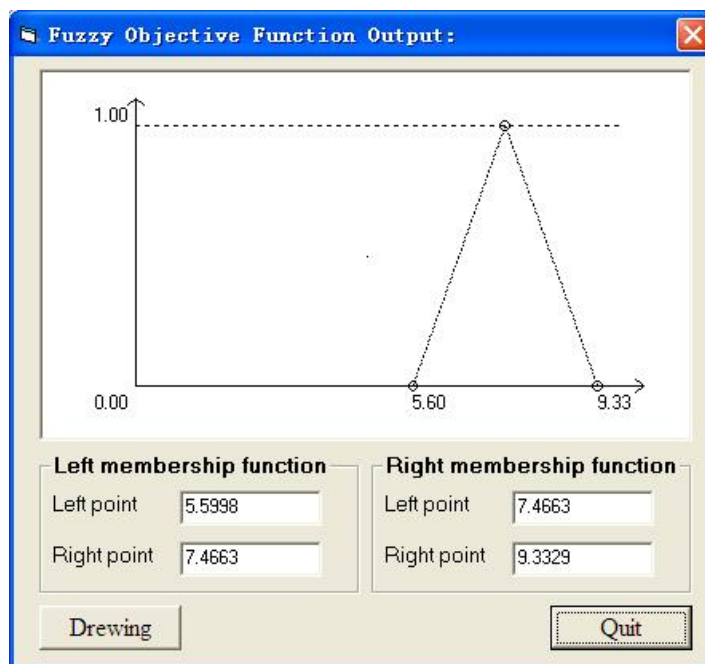 Fuzzy Objective Function Output:
1.00
0.00
5.60
9.33
Left membership function
Left point 5.5998
Right point 7.4663
Right membership function
Left point 7.4663
Right point 9.3329
Drewing
Quit